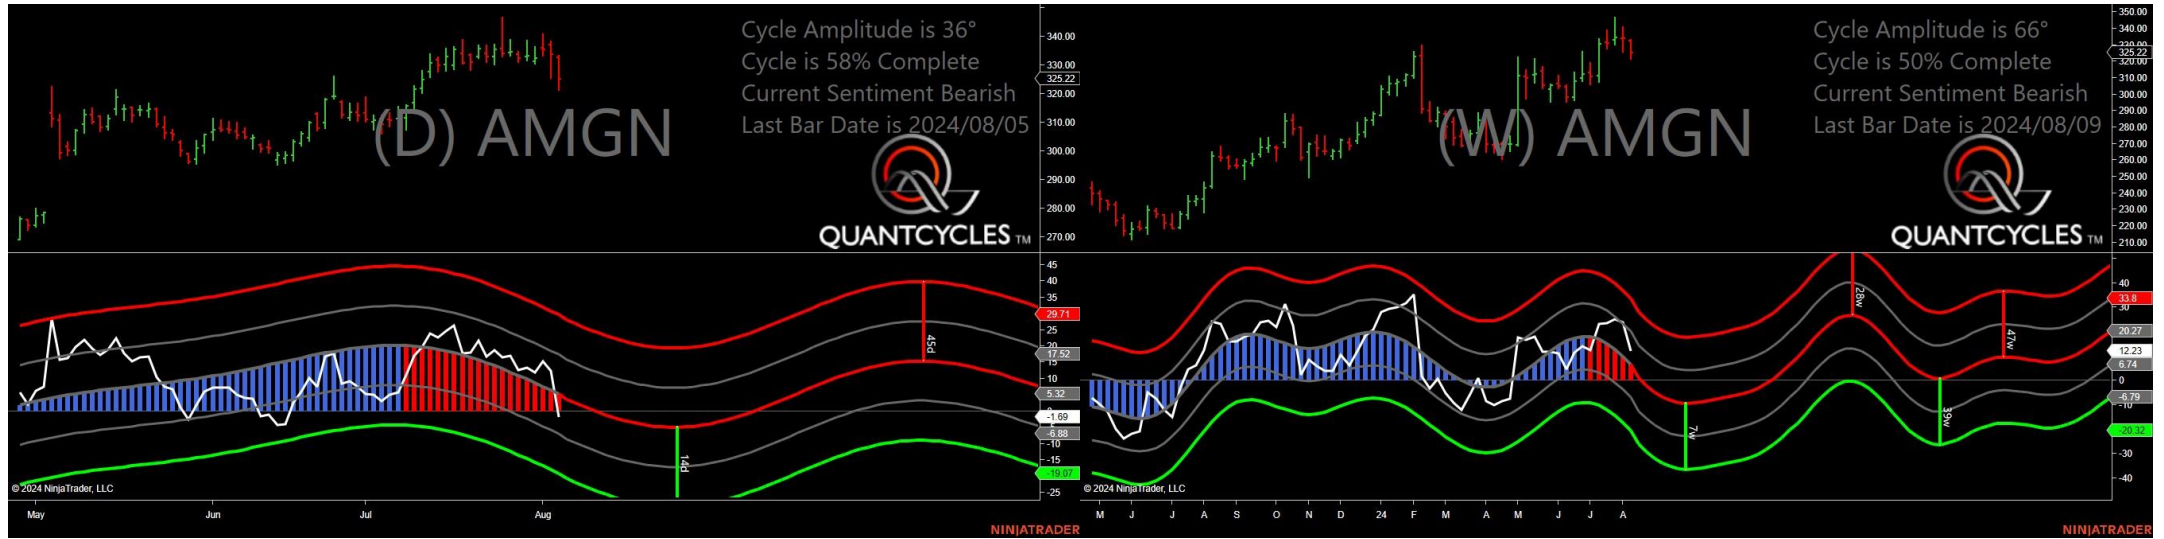 Cycle Amplitude is 36°
Cycle is 58% Complete
Current Sentiment Bearish
Last Bar Date is 2024/08/05
(D) AMGN
QUANTCYCLES TM
340.00
330.00
325.22
320.00
310.00
300.00
290.00
280.00
270.00
45
40
35
29.71
25
20
17.52
15
10
5.32
-1.69
-6.88
-10
-15
-19.07
-25
45d
14d
© 2024 NinjaTrader, LLC
May Jun Jul Aug
NINJATRADER
Cycle Amplitude is 66°
Cycle is 50% Complete
Current Sentiment Bearish
Last Bar Date is 2024/08/09
(W) AMGN
QUANTCYCLES TM
350.00
340.00
325.22
320.00
310.00
300.00
290.00
280.00
270.00
260.00
250.00
240.00
230.00
220.00
210.00
40
33.8
30
20.27
12.23
6.74
0
-6.79
-10
-20.32
-30
-40
28w
47w
7w
39w
© 2024 NinjaTrader, LLC
M J J A S O N D 24 F M A M J J A
NINJATRADER